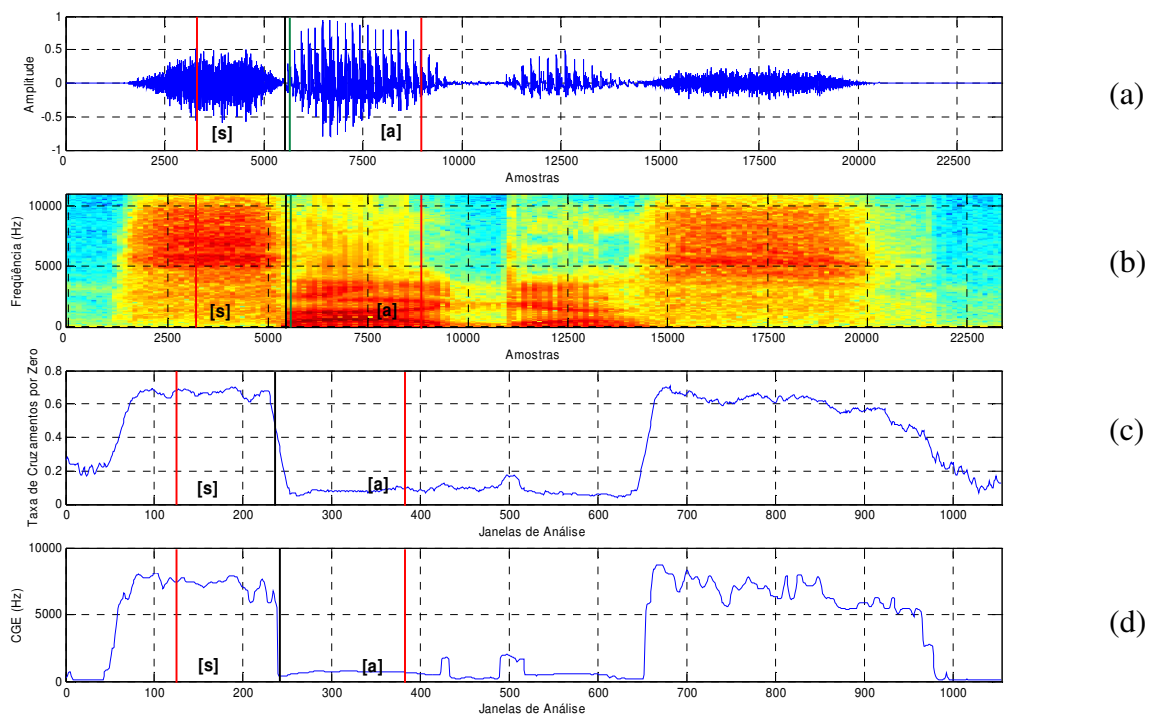 1
0.5
0
-0.5
-1
Amplitude
[s]
[a]
0 2500 5000 7500 10000 12500 15000 17500 20000 22500
Amostras
(a)
10000
5000
0
Freqüência (Hz)
[s]
[a]
0 2500 5000 7500 10000 12500 15000 17500 20000 22500
Amostras
(b)
0.8
0.6
0.4
0.2
0
Taxa de Cruzamentos por Zero
[s]
[a]
0 100 200 300 400 500 600 700 800 900 1000
Janelas de Análise
(c)
10000
5000
0
CGE (Hz)
[s]
[a]
0 100 200 300 400 500 600 700 800 900 1000
Janelas de Análise
(d)